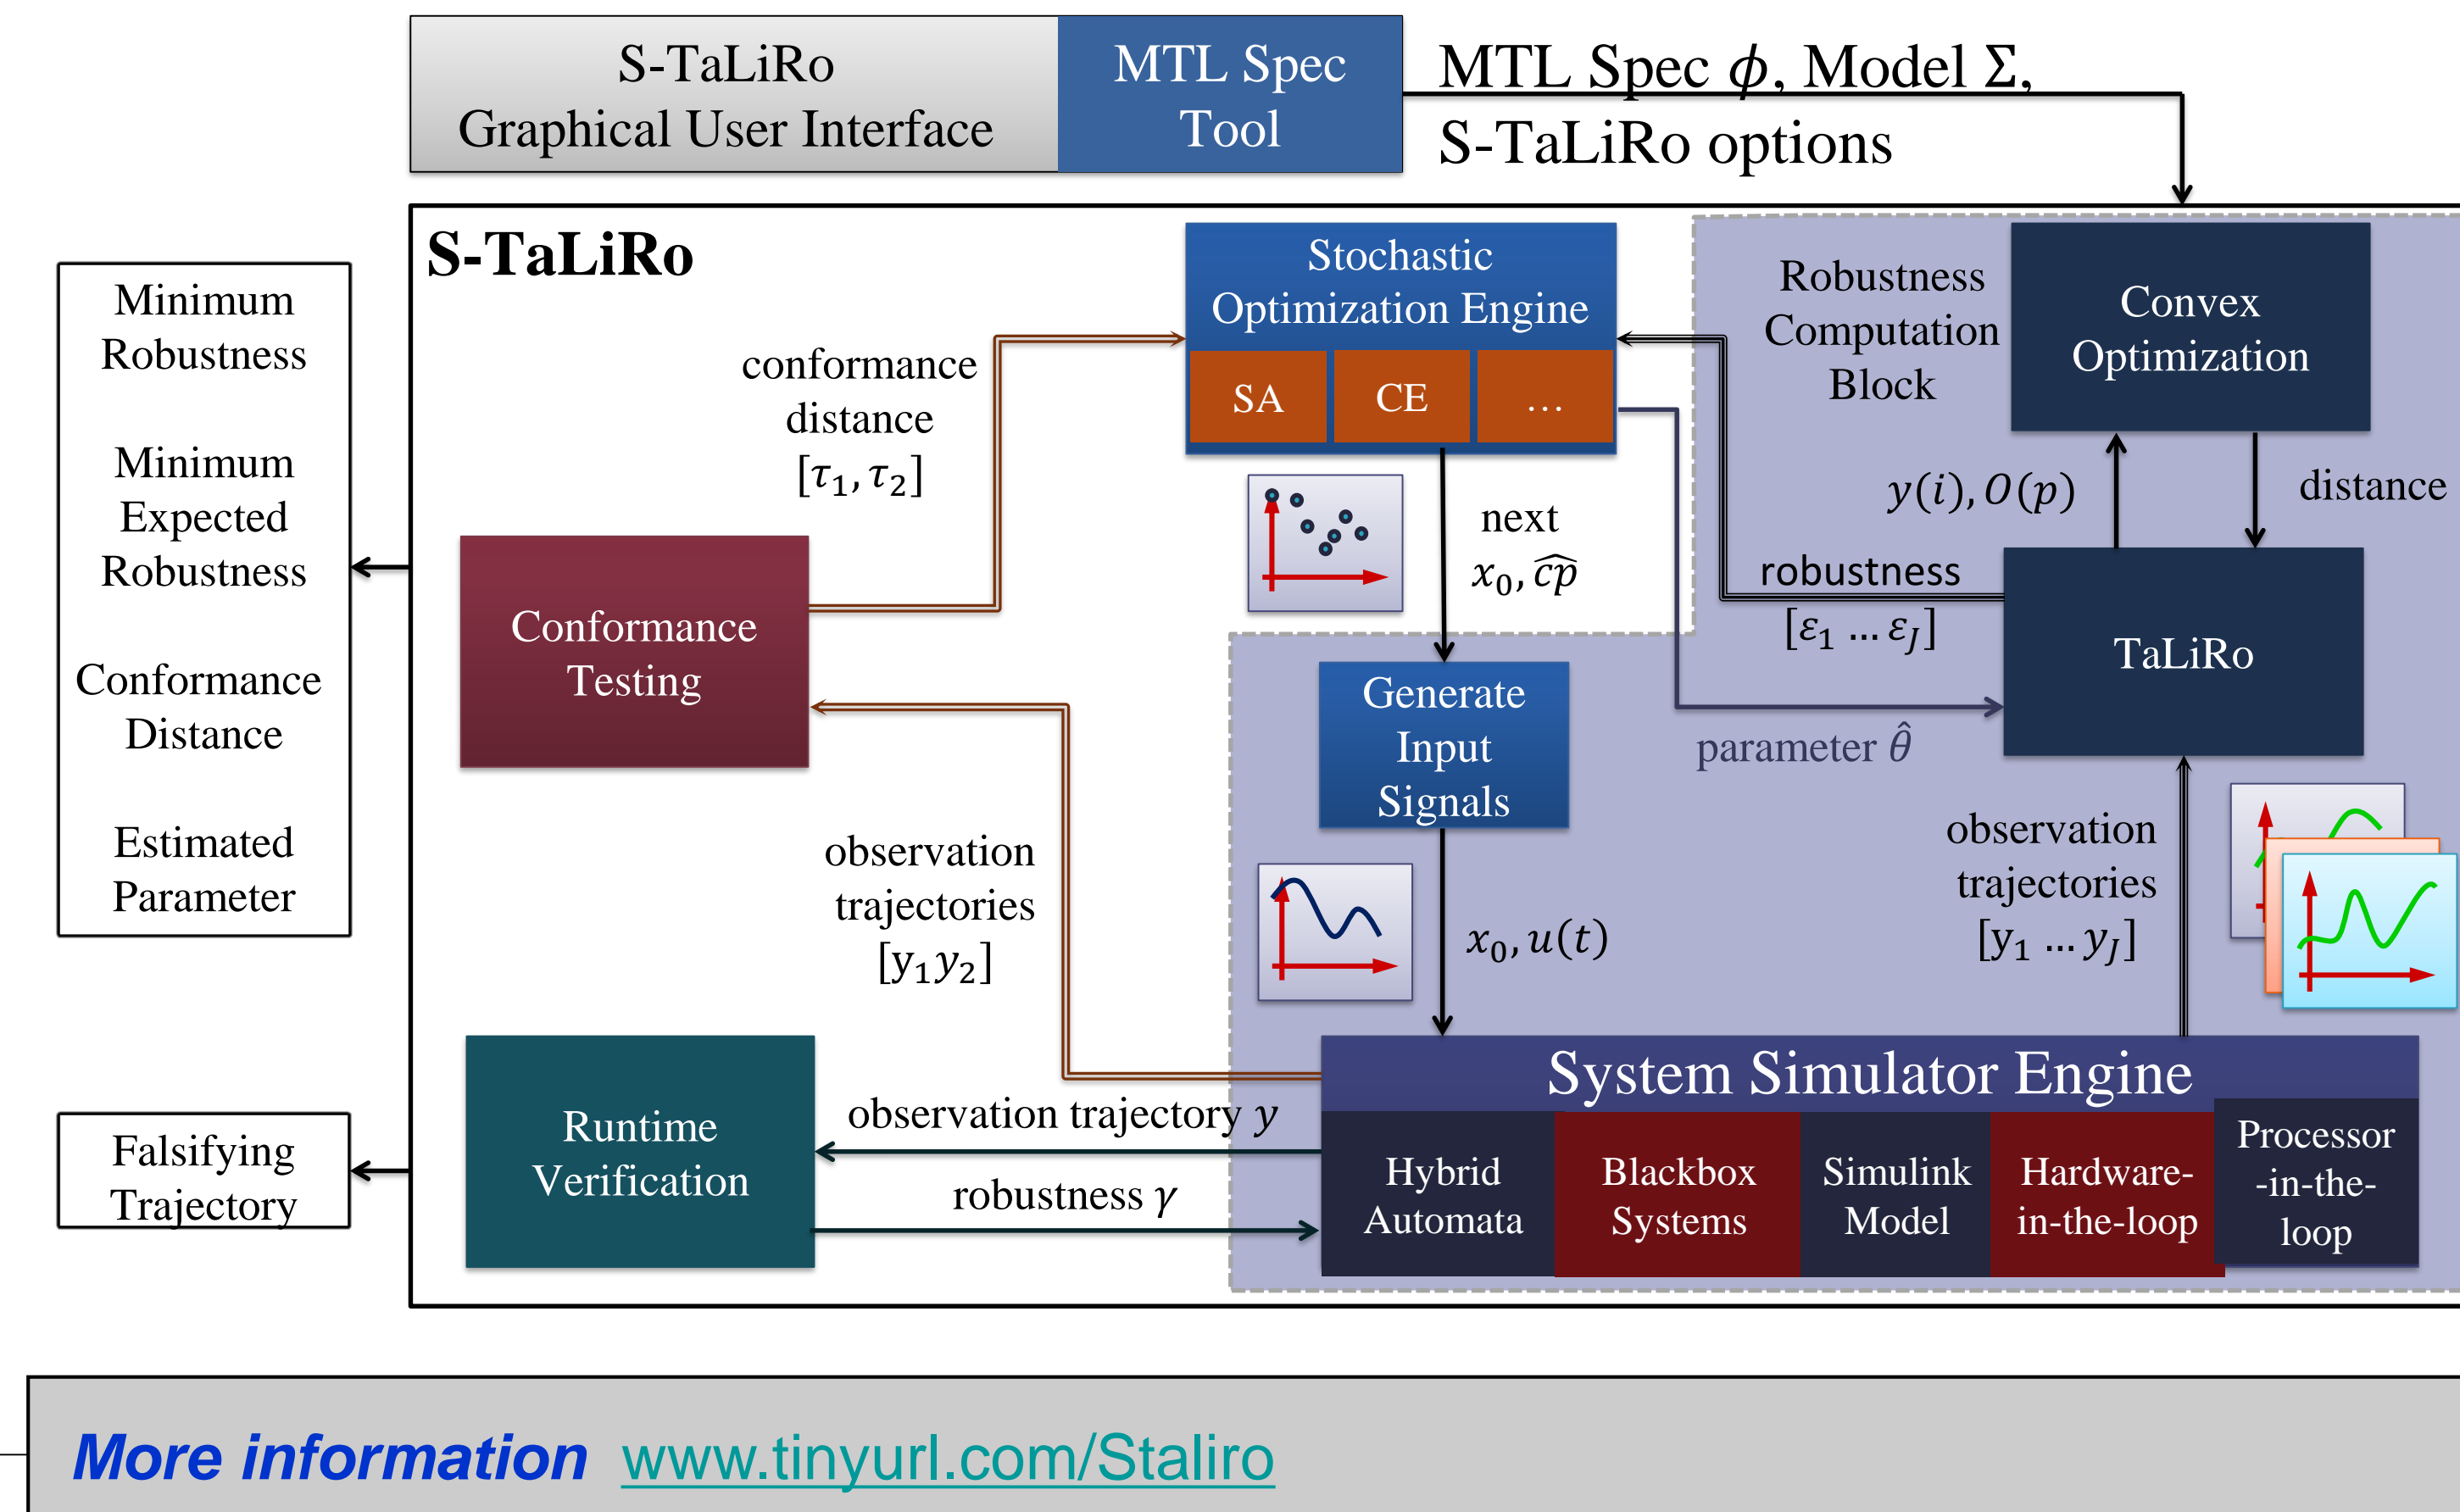 S-TaLiRo
Graphical User Interface
MTL Spec
Tool
MTL Spec ϕ, Model Σ,
S-TaLiRo options
S-TaLiRo
Minimum
Robustness
Minimum
Expected
Robustness
Conformance
Distance
Estimated
Parameter
Falsifying
Trajectory
conformance
distance
[τ₁, τ₂]
Stochastic
Optimization Engine
SA
CE
…
Robustness
Computation
Block
Convex
Optimization
y(i), O(p)
distance
next
x₀, c͡p
robustness
[ε₁ … ε_J]
TaLiRo
parameter θ̂
Conformance
Testing
Generate
Input
Signals
observation
trajectories
[y₁y₂]
x₀, u(t)
observation
trajectories
[y₁ … y_J]
Runtime
Verification
observation trajectory y
robustness γ
System Simulator Engine
Hybrid
Automata
Blackbox
Systems
Simulink
Model
Hardware-
in-the-loop
Processor
-in-the-
loop
More information www.tinyurl.com/Staliro